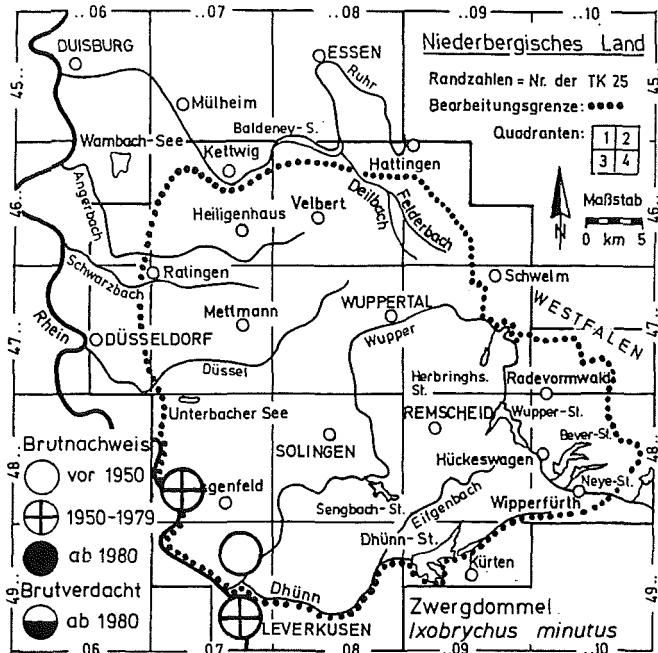 ..06 07 08 ..09 ..10
DUISBURG
ESSEN
Niederbergisches Land
Ruhr
Randzahlen = Nr. der TK 25
45..
Mülheim
Bearbeitungsgrenze:
45..
Baldeney-S.
Quadranten:
1 2
3 4
Wambach-See
Kettwig
Hattingen
Maßstab
Angerbach
Velbert
Deilbach
Felderbach
46..
Heiligenhaus
N
0 km 5
46..
Schwarzbach
Ratingen
Schwelm
Mettmann
WUPPERTAL
WESTFALEN
Rhein
DÜSSELDORF
Wupper
47..
Düssel
Herbringhs.
St.
Radevormwald
47..
Unterbacher See
REMSCHEID
Wupper-St.
Brutnachweis
SOLINGEN
Bever-St.
vor 1950
Hückeswagen
48..
genfeld
Sengbach-St.
Neye-St.
48..
1950-1979
Eifgenbach
Wipperfürth
ab 1980
Dhünn-St.
Kürten
Brutverdacht
Dhünn
49..
ab 1980
LEVERKUSEN
Zwergdommel
49..
Ixobrychus minutus
..06 ..07 ..08 ..09 ..10